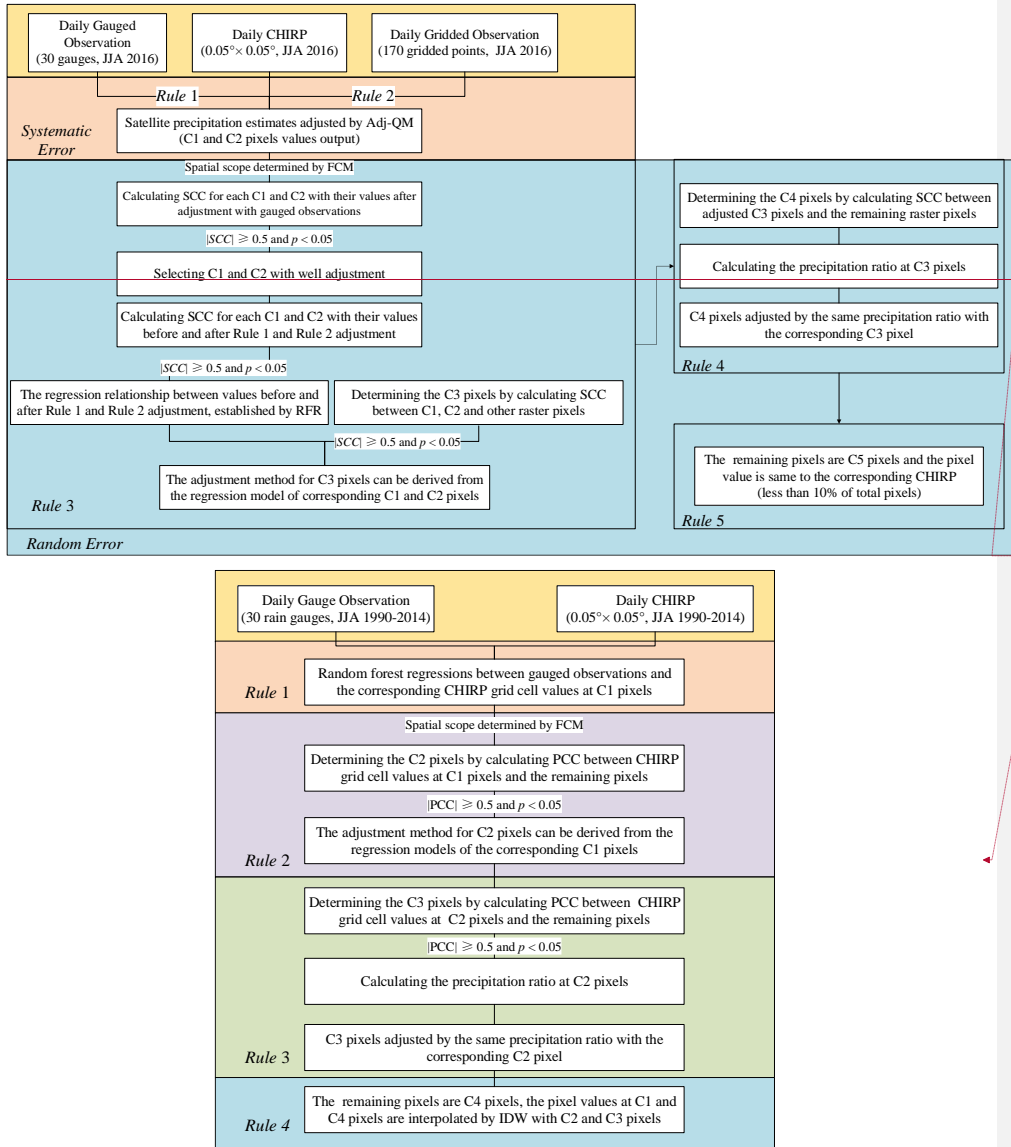 Daily Gauged
Observation
(30 gauges, JJA 2016)
Daily CHIRP
(0.05°× 0.05°, JJA 2016)
Daily Gridded Observation
(170 gridded points, JJA 2016)
Rule 1
Rule 2
Systematic
Error
Satellite precipitation estimates adjusted by Adj-QM
(C1 and C2 pixels values output)
Spatial scope determined by FCM
Calculating SCC for each C1 and C2 with their values after
adjustment with gauged observations
|SCC| ≥ 0.5 and p < 0.05
Selecting C1 and C2 with well adjustment
Calculating SCC for each C1 and C2 with their values
before and after Rule 1 and Rule 2 adjustment
|SCC| ≥ 0.5 and p < 0.05
The regression relationship between values before and
after Rule 1 and Rule 2 adjustment, established by RFR
Determining the C3 pixels by calculating SCC
between C1, C2 and other raster pixels
|SCC| ≥ 0.5 and p < 0.05
The adjustment method for C3 pixels can be derived from
the regression model of corresponding C1 and C2 pixels
Rule 3
Random Error
Determining the C4 pixels by calculating SCC between
adjusted C3 pixels and the remaining raster pixels
Calculating the precipitation ratio at C3 pixels
C4 pixels adjusted by the same precipitation ratio with
the corresponding C3 pixel
Rule 4
The remaining pixels are C5 pixels and the pixel
value is same to the corresponding CHIRP
(less than 10% of total pixels)
Rule 5
Daily Gauge Observation
(30 rain gauges, JJA 1990-2014)
Daily CHIRP
(0.05°× 0.05°, JJA 1990-2014)
Rule 1
Random forest regressions between gauged observations and
the corresponding CHIRP grid cell values at C1 pixels
Spatial scope determined by FCM
Determining the C2 pixels by calculating PCC between CHIRP
grid cell values at C1 pixels and the remaining pixels
|PCC| ≥ 0.5 and p < 0.05
The adjustment method for C2 pixels can be derived from the
regression models of the corresponding C1 pixels
Rule 2
Determining the C3 pixels by calculating PCC between CHIRP
grid cell values at C2 pixels and the remaining pixels
|PCC| ≥ 0.5 and p < 0.05
Calculating the precipitation ratio at C2 pixels
C3 pixels adjusted by the same precipitation ratio with the
corresponding C2 pixel
Rule 3
The remaining pixels are C4 pixels, the pixel values at C1 and
C4 pixels are interpolated by IDW with C2 and C3 pixels
Rule 4